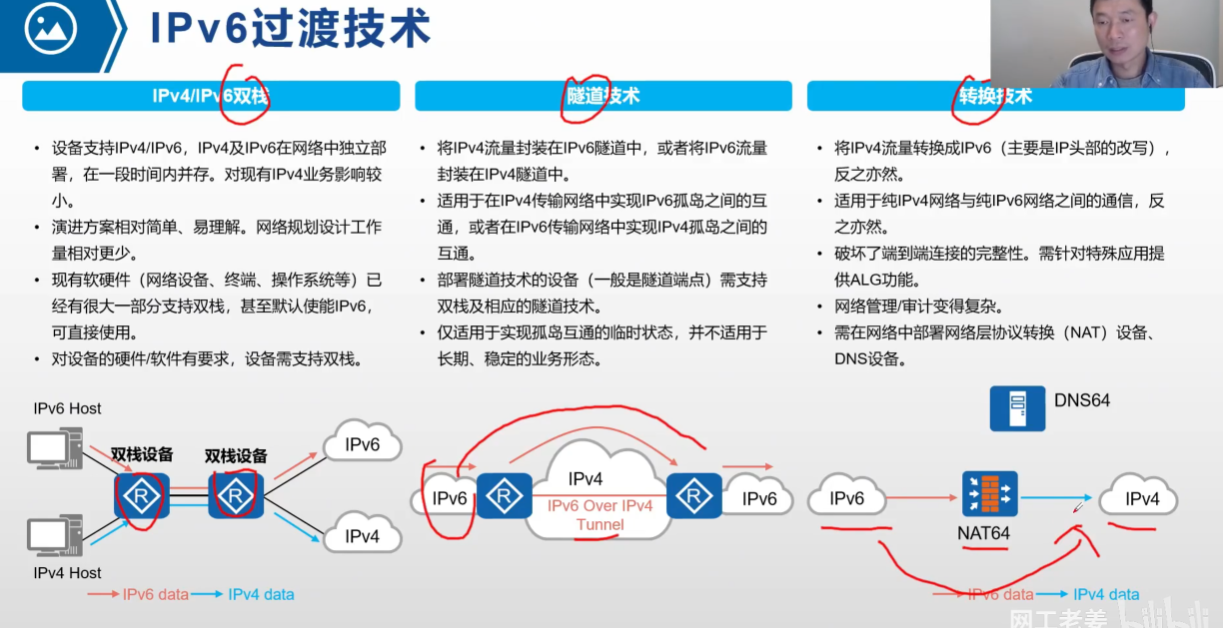 IPv6过渡技术
IPv4/IPv6双栈
• 设备支持IPv4/IPv6，IPv4及IPv6在网络中独立部
署，在一段时间内并存。对现有IPv4业务影响较
小。
• 演进方案相对简单、易理解。网络规划设计工作
量相对更少。
• 现有软硬件（网络设备、终端、操作系统等）已
经有很大一部分支持双栈，甚至默认使能IPv6，
可直接使用。
• 对设备的硬件/软件有要求，设备需支持双栈。
IPv6 Host
双栈设备
双栈设备
R
R
IPv6
IPv4
IPv4 Host
IPv6 data
IPv4 data
隧道技术
• 将IPv4流量封装在IPv6隧道中，或者将IPv6流量
封装在IPv4隧道中。
• 适用于在IPv4传输网络中实现IPv6孤岛之间的互
通，或者在IPv6传输网络中实现IPv4孤岛之间的
互通。
• 部署隧道技术的设备（一般是隧道端点）需支持
双栈及相应的隧道技术。
• 仅适用于实现孤岛互通的临时状态，并不适用于
长期、稳定的业务形态。
IPv6
R
IPv4
IPv6 Over IPv4
Tunnel
R
IPv6
转换技术
• 将IPv4流量转换成IPv6（主要是IP头部的改写），
反之亦然。
• 适用于纯IPv4网络与纯IPv6网络之间的通信，反
之亦然。
• 破坏了端到端连接的完整性。需针对特殊应用提
供ALG功能。
• 网络管理/审计变得复杂。
• 需在网络中部署网络层协议转换（NAT）设备、
DNS设备。
DNS64
IPv6
NAT64
IPv4
IPv6 data
IPv4 data
网工老姜
bilibili